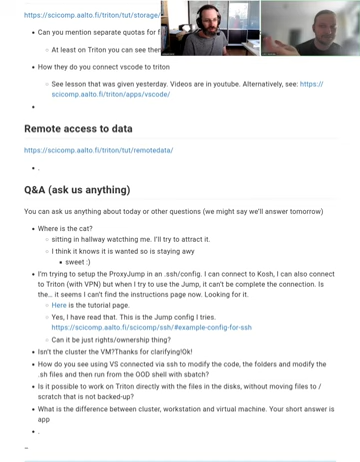 https://scicomp.aalto.fi/triton/tut/storage/
Can you mention separate quotas for f
At least on Triton you can see then
How they do you connect vscode to triton
See lesson that was given yesterday. Videos are in youtube. Alternatively, see: https://
scicomp.aalto.fi/triton/apps/vscode/
Remote access to data
https://scicomp.aalto.fi/triton/tut/remotedata/
.
Q&A (ask us anything)
You can ask us anything about today or other questions (we might say we'll answer tomorrow)
Where is the cat?
sitting in hallway watcthing me. I'll try to attract it.
I think it knows it is wanted so is staying awy
sweet :)
I'm trying to setup the ProxyJump in an .ssh/config. I can connect to Kosh, I can also connect
to Triton (with VPN) but when I try to use the Jump, it can't be complete the connection. Is
the… it seems I can't find the instructions page now. Looking for it.
Here is the tutorial page.
Yes, I have read that. This is the Jump config I tries.
https://scicomp.aalto.fi/scicomp/ssh/#example-config-for-ssh
Can it be just rights/ownership thing?
Isn't the cluster the VM?Thanks for clarifying!Ok!
How do you see using VS connected via ssh to modify the code, the folders and modify the
.sh files and then run from the OOD shell with sbatch?
Is it possible to work on Triton directly with the files in the disks, without moving files to /
scratch that is not backed-up?
What is the difference between cluster, workstation and virtual machine. Your short answer is
app
.